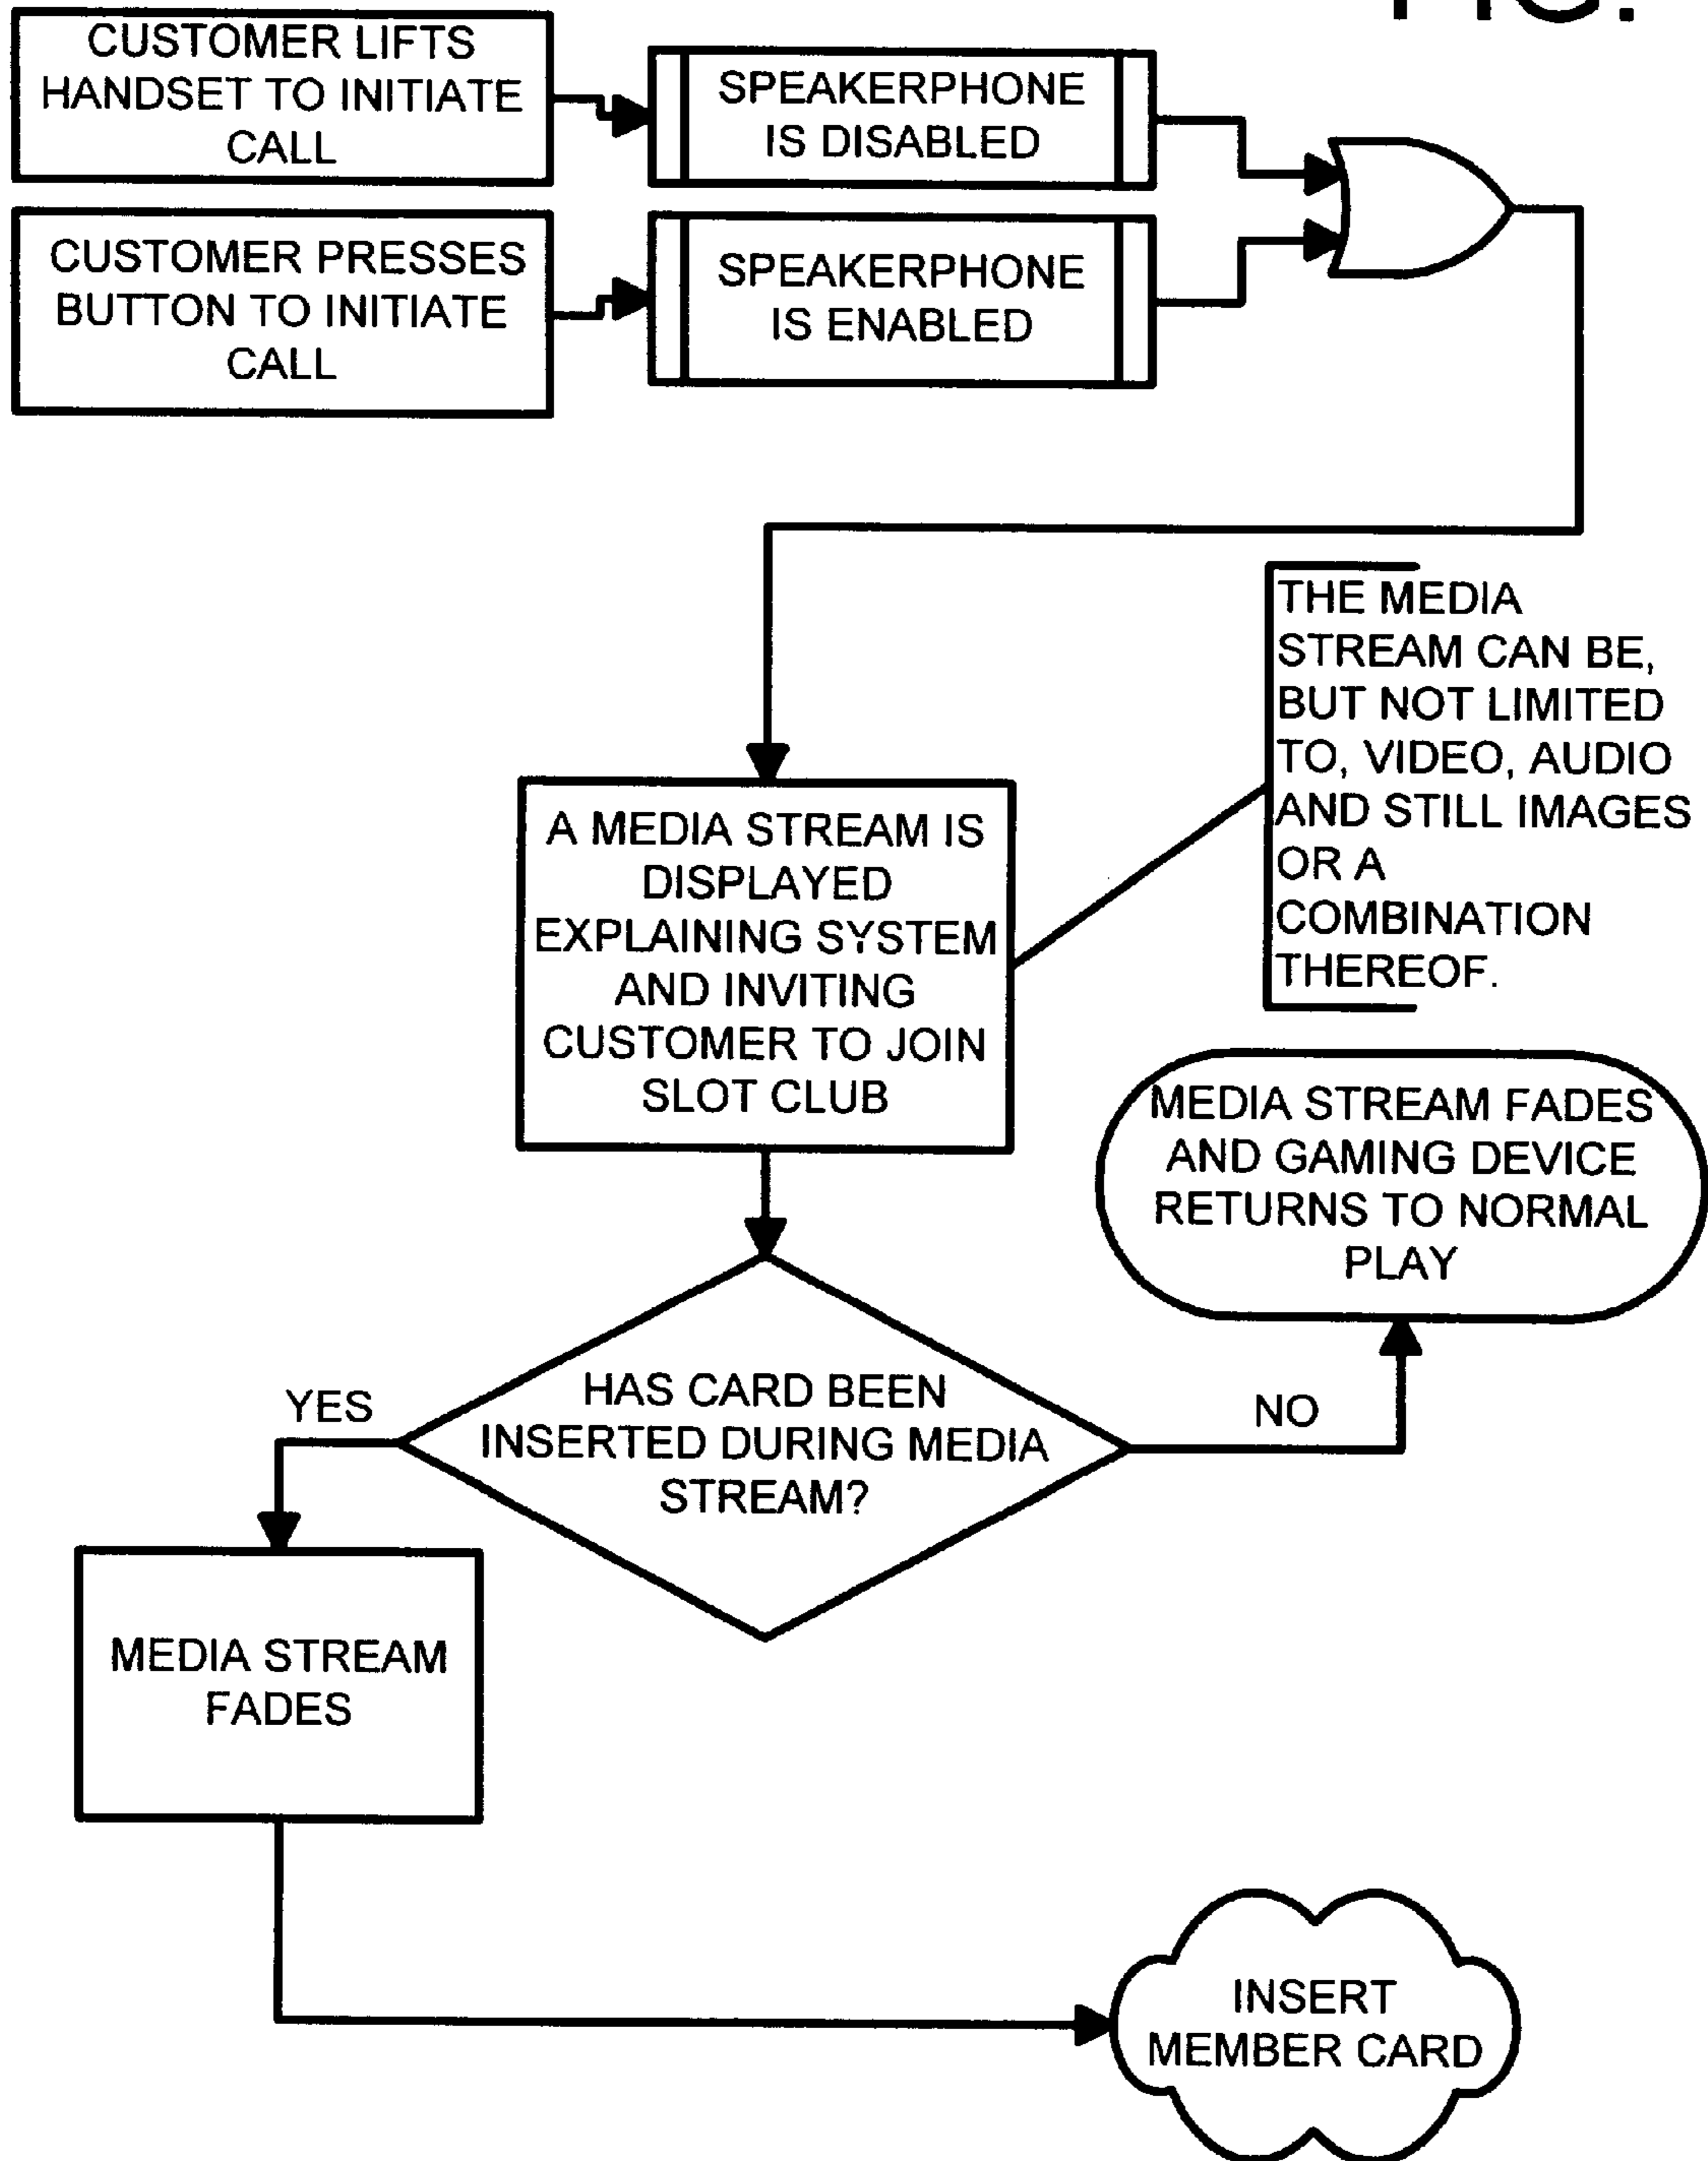 FIG.
CUSTOMER LIFTS
HANDSET TO INITIATE
CALL
SPEAKERPHONE
IS DISABLED
CUSTOMER PRESSES
BUTTON TO INITIATE
CALL
SPEAKERPHONE
IS ENABLED
THE MEDIA
STREAM CAN BE,
BUT NOT LIMITED
TO, VIDEO, AUDIO
AND STILL IMAGES
OR A
COMBINATION
THEREOF.
A MEDIA STREAM IS
DISPLAYED
EXPLAINING SYSTEM
AND INVITING
CUSTOMER TO JOIN
SLOT CLUB
MEDIA STREAM FADES
AND GAMING DEVICE
RETURNS TO NORMAL
PLAY
HAS CARD BEEN
INSERTED DURING MEDIA
STREAM?
YES
NO
MEDIA STREAM
FADES
INSERT
MEMBER CARD